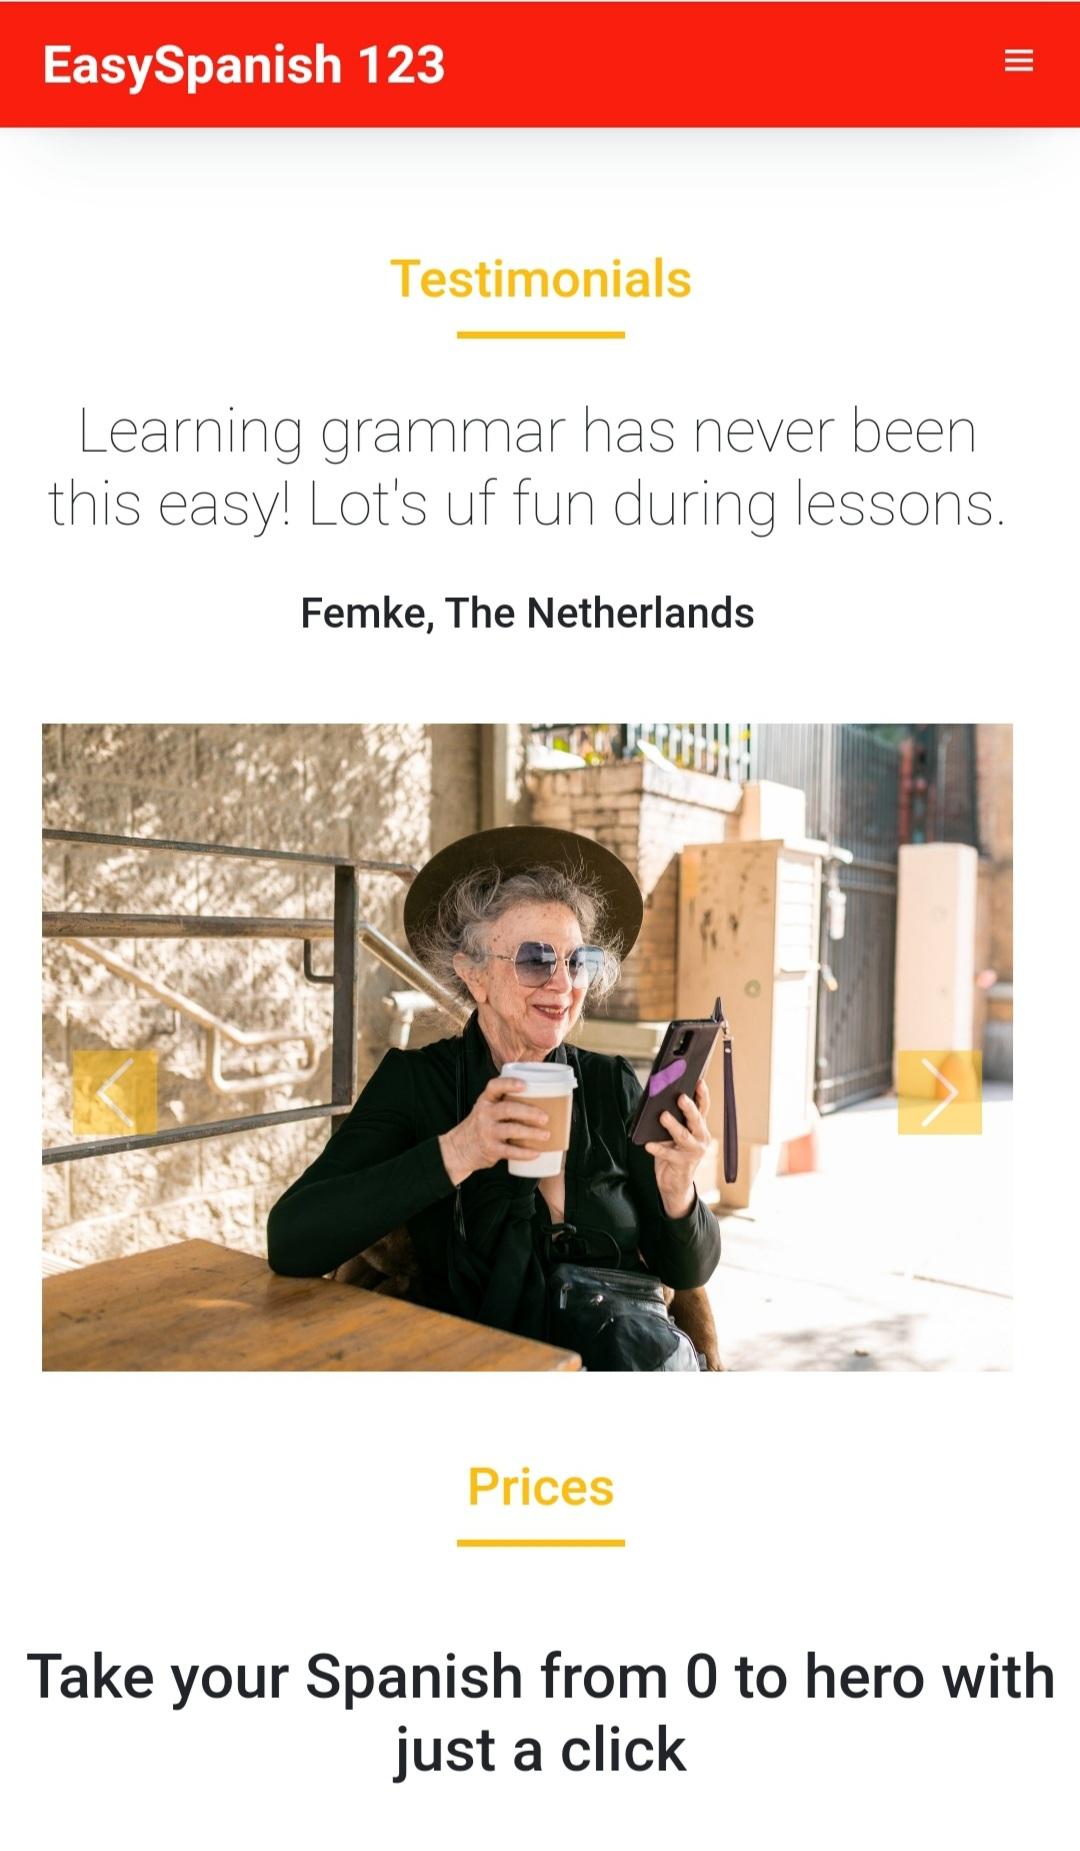 EasySpanish 123
Testimonials
Learning grammar has never been
this easy! Lot's uf fun during lessons.
Femke, The Netherlands
Prices
Take your Spanish from 0 to hero with
just a click